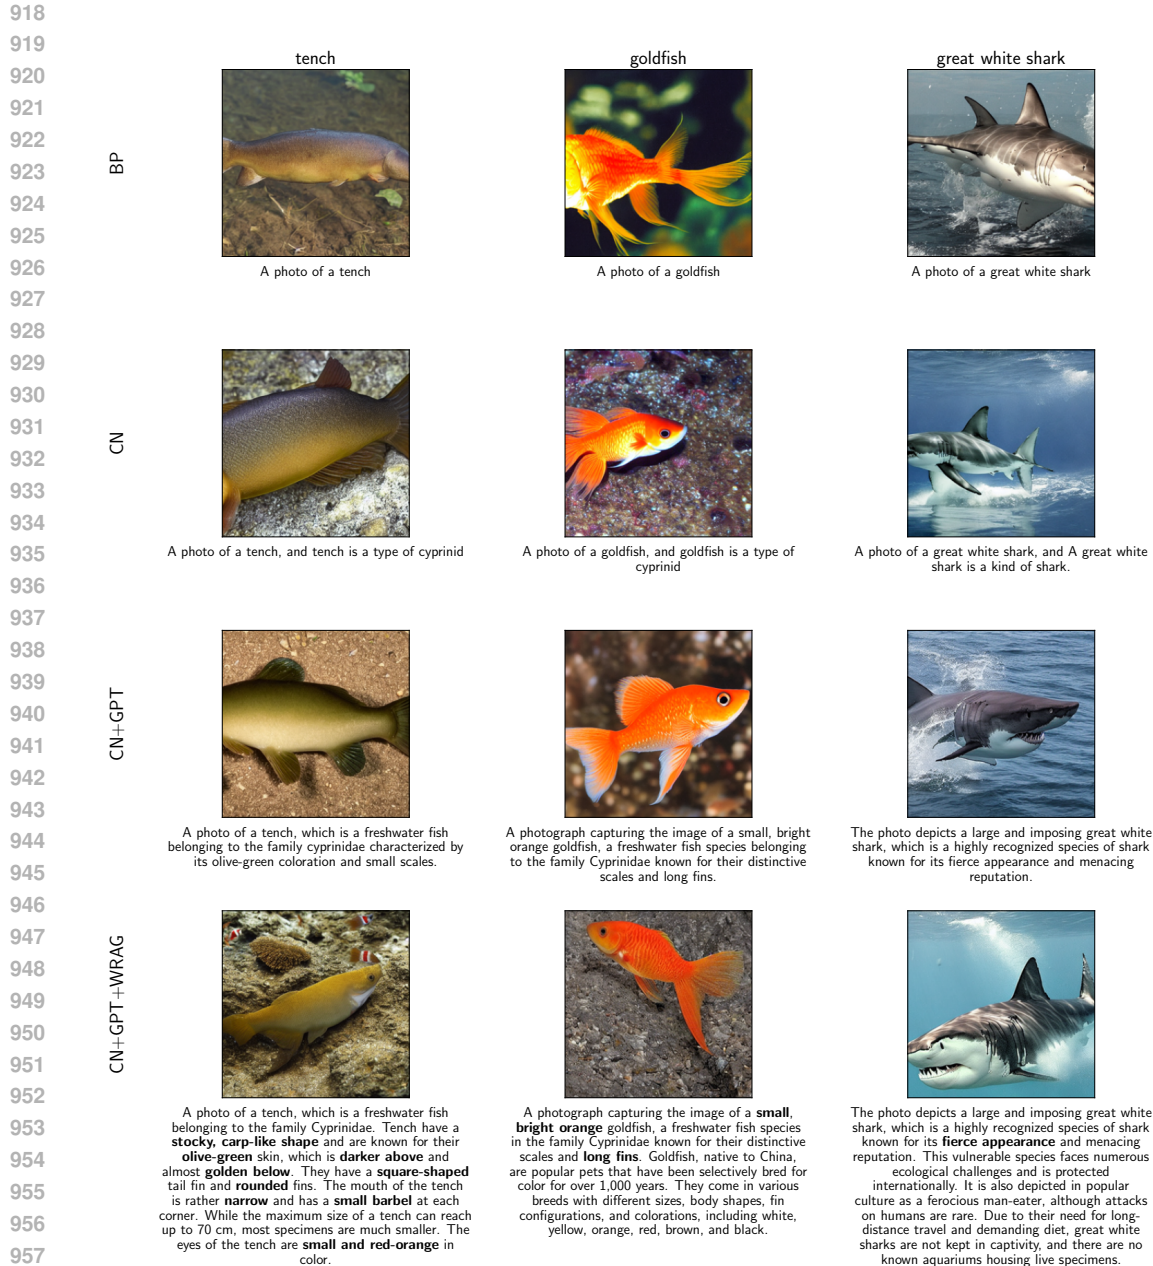 918
919
tench goldfish great white shark
920
921
922
BP
923
924
925
926
A photo of a tench
A photo of a goldfish
A photo of a great white shark
927
928
929
930
931
CN
932
933
934
935
A photo of a tench, and tench is a type of cyprinid
A photo of a goldfish, and goldfish is a type of
cyprinid
A photo of a great white shark, and A great white
shark is a kind of shark.
936
937
938
939
940
CN+GPT
941
942
943
944
A photo of a tench, which is a freshwater fish
belonging to the family cyprinidae characterized by
its olive-green coloration and small scales.
A photograph capturing the image of a small, bright
orange goldfish, a freshwater fish species belonging
to the family Cyprinidae known for their distinctive
scales and long fins.
The photo depicts a large and imposing great white
shark, which is a highly recognized species of shark
known for its fierce appearance and menacing
reputation.
945
946
947
948
949
CN+GPT+WRAG
950
951
952
953
A photo of a tench, which is a freshwater fish
belonging to the family Cyprinidae. Tench have a
stocky, carp-like shape and are known for their
olive-green skin, which is darker above and
almost golden below. They have a square-shaped
tail fin and rounded fins. The mouth of the tench
is rather narrow and has a small barbel at each
corner. While the maximum size of a tench can reach
up to 70 cm, most specimens are much smaller. The
eyes of the tench are small and red-orange in
color.
A photograph capturing the image of a small,
bright orange goldfish, a freshwater fish species
in the family Cyprinidae known for their distinctive
scales and long fins. Goldfish, native to China,
are popular pets that have been selectively bred for
color for over 1,000 years. They come in various
breeds with different sizes, body shapes, fin
configurations, and colorations, including white,
yellow, orange, red, brown, and black.
The photo depicts a large and imposing great white
shark, which is a highly recognized species of shark
known for its fierce appearance and menacing
reputation. This vulnerable species faces numerous
ecological challenges and is protected
internationally. It is also depicted in popular
culture as a ferocious man-eater, although attacks
on humans are rare. Due to their need for long-
distance travel and demanding diet, great white
sharks are not kept in captivity, and there are no
known aquariums housing live specimens.
954
955
956
957